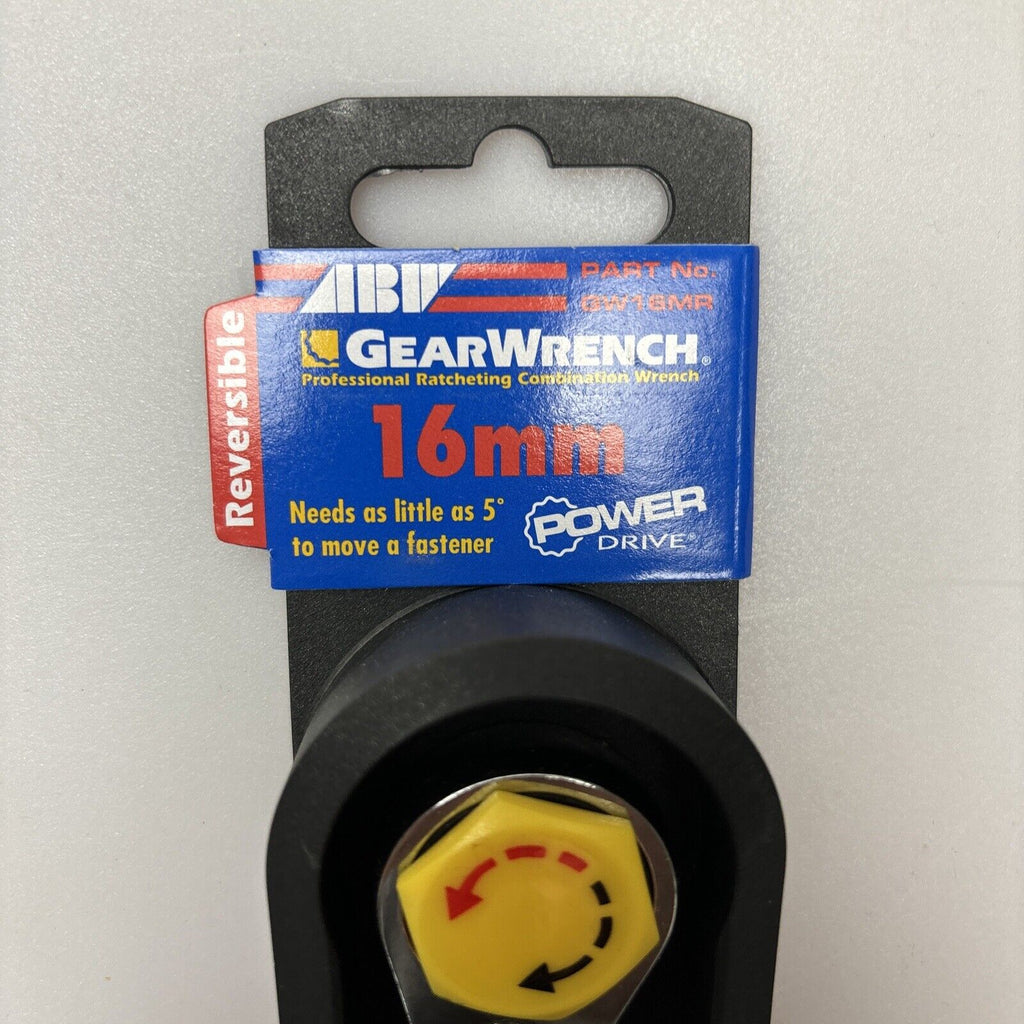 ABW
PART No.
GW16MR
GEARWRENCH®
Professional Ratcheting Combination Wrench
16mm
Needs as little as 5°
to move a fastener
POWER
DRIVE®
Reversible